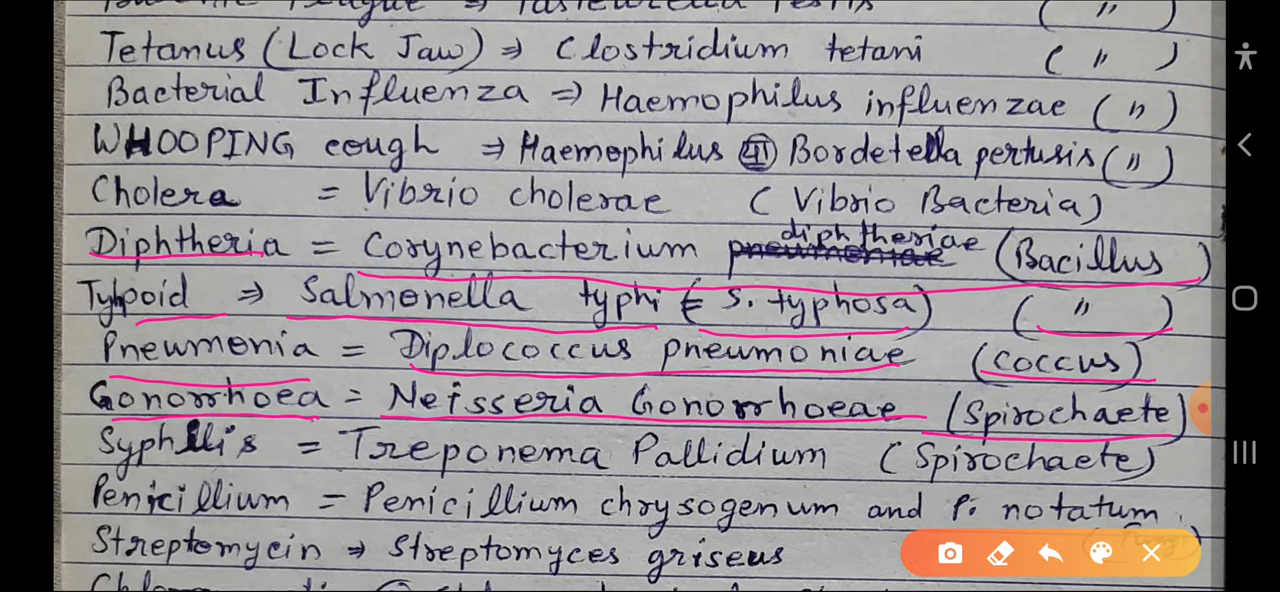 Tetanus (Lock Jaw) ⇒ Clostridium tetani ( " )
Bacterial Influenza ⇒ Haemophilus influenzae ( " )
WHOOPING cough ⇒ Haemophilus Bordetella pertusis ( " )
Cholera = Vibrio cholerae ( Vibrio Bacteria)
Diphtheria = Corynebacterium diphtheriae (Bacillus)
Typoid ⇒ Salmonella typhi ( S. typhosa) ( " )
Pneumonia = Diplococcus pneumoniae (coccus)
Gonorrhoea = Neisseria Gonorrhoeae (Spirochaete)
Syphillis = Treponema Pallidium (Spirochaete)
Penicillium = Penicillium chrysogenum and P. notatum
Streptomycin ⇒ Streptomyces griseus